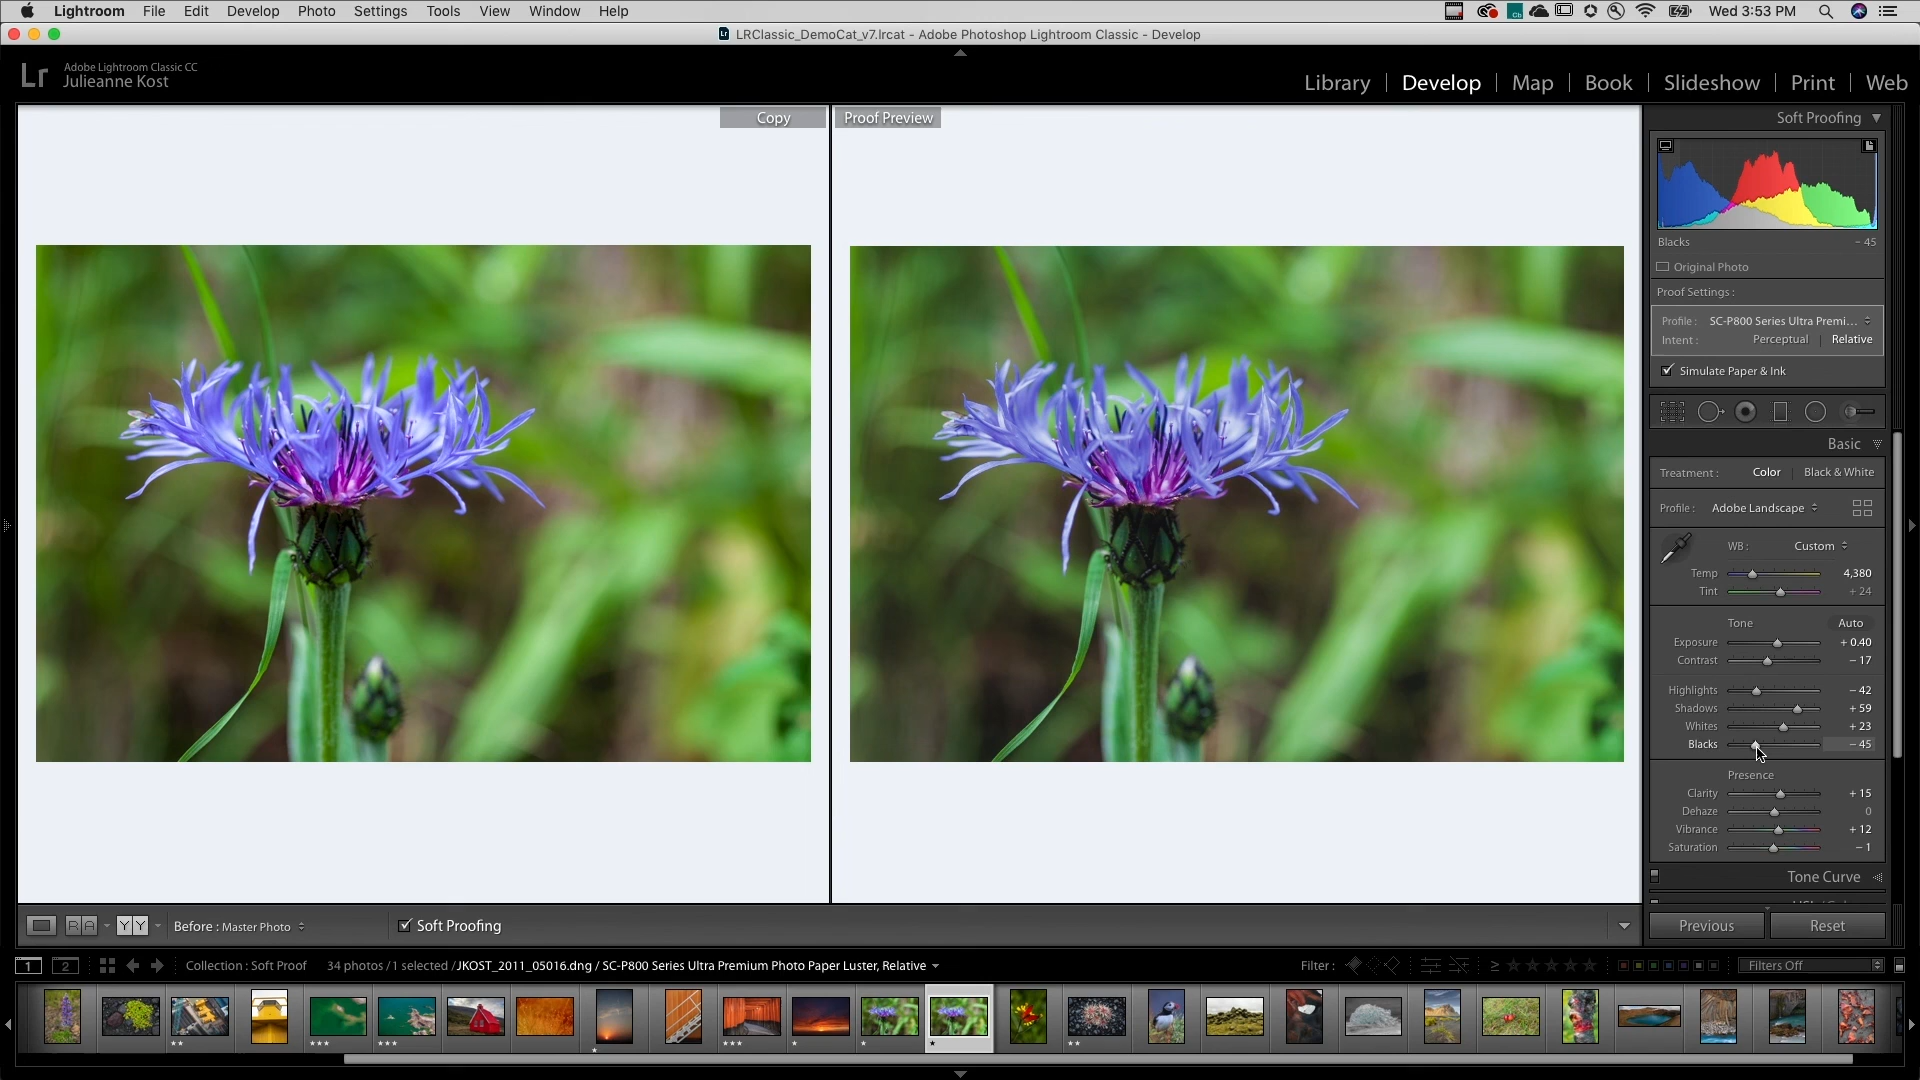 Lightroom File Edit Develop Photo Settings Tools View Window Help Wed 3:53 PM
LRClassic_DemoCat_v7.lrcat - Adobe Photoshop Lightroom Classic - Develop
Lr
Adobe Lightroom Classic CC
Julieanne Kost
Library Develop Map Book Slideshow Print Web
Copy
Proof Preview
Soft Proofing
Blacks - 45
Original Photo
Proof Settings :
Profile : SC-P800 Series Ultra Premi...
Intent : Perceptual Relative
Simulate Paper & Ink
Basic
Treatment : Color Black & White
Profile : Adobe Landscape
WB : Custom
Temp 4,380
Tint + 24
Tone Auto
Exposure + 0.40
Contrast - 17
Highlights - 42
Shadows + 59
Whites + 23
Blacks - 45
Presence
Clarity + 15
Dehaze 0
Vibrance + 12
Saturation - 1
Tone Curve
Previous Reset
R A Y Y Before : Master Photo Soft Proofing
1 2 Collection : Soft Proof 34 photos / 1 selected / JKOST_2011_05016.dng / SC-P800 Series Ultra Premium Photo Paper Luster, Relative Filter : Filters Off